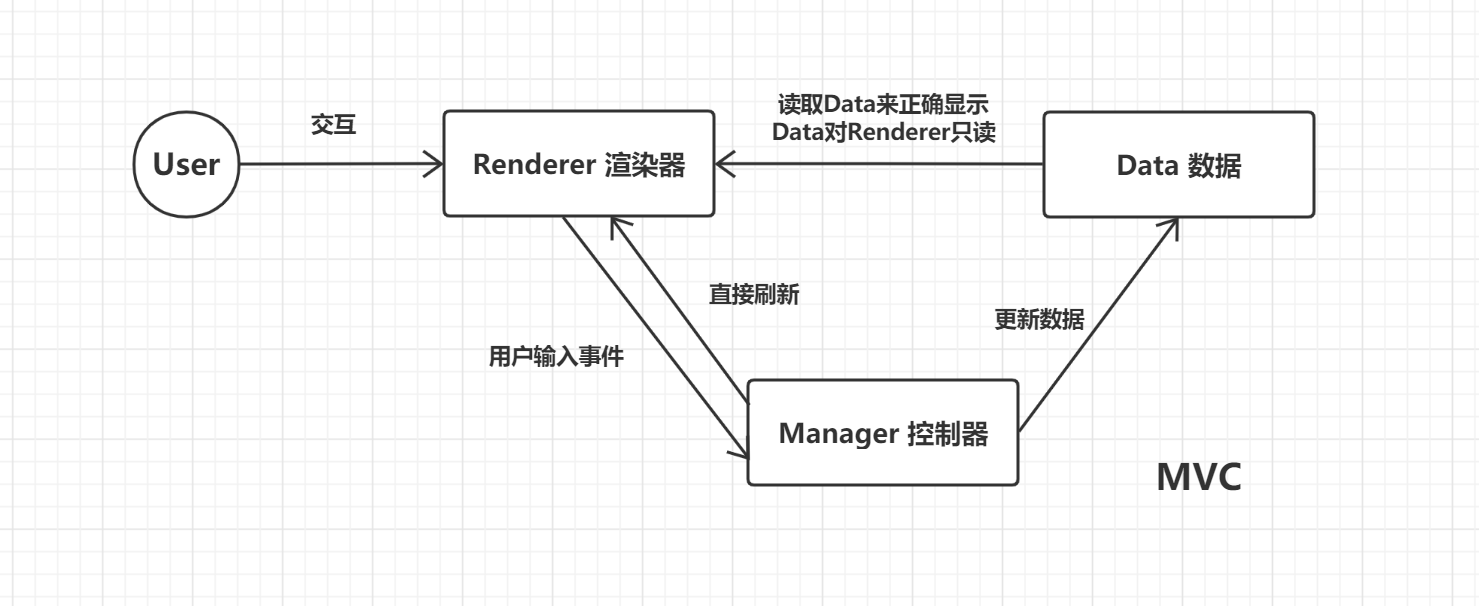 User
交互
Renderer 渲染器
读取Data来正确显示
Data对Renderer只读
Data 数据
直接刷新
更新数据
用户输入事件
Manager 控制器
MVC